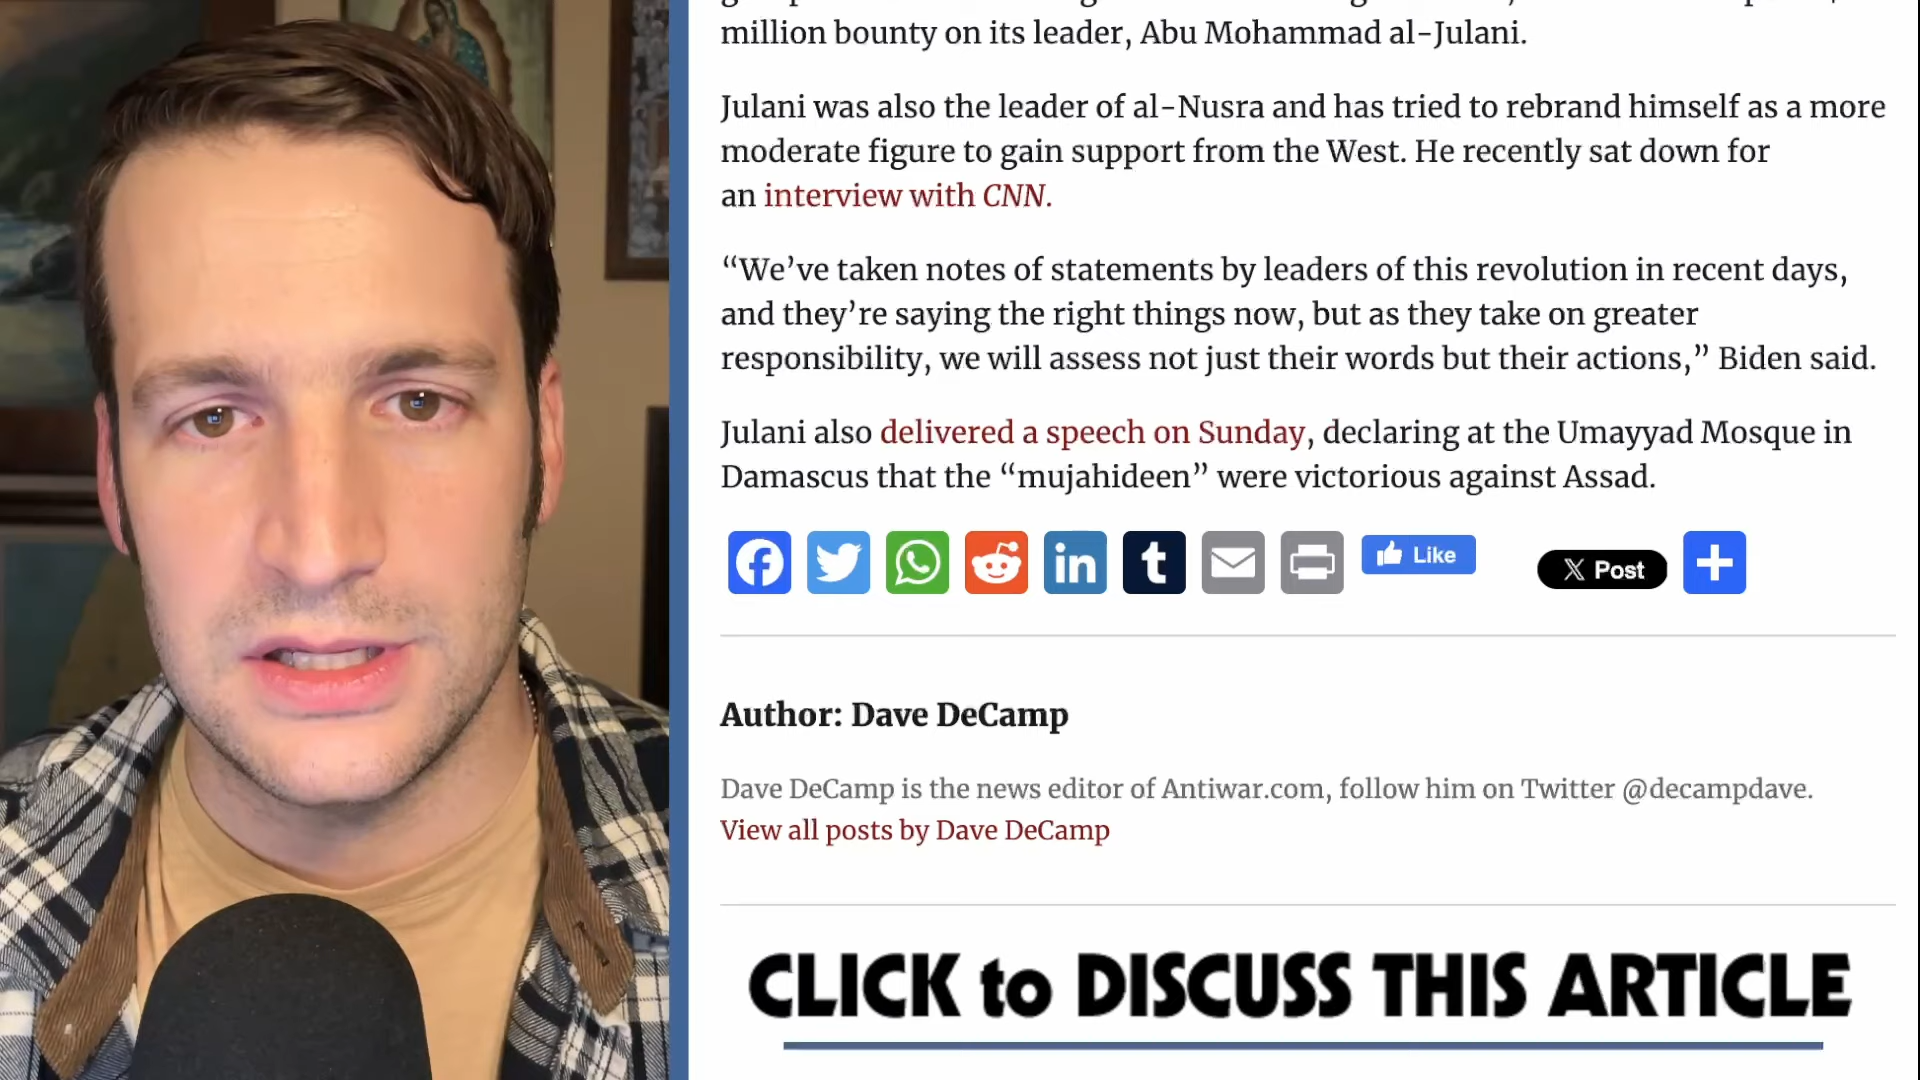 million bounty on its leader, Abu Mohammad al-Julani.
Julani was also the leader of al-Nusra and has tried to rebrand himself as a more
moderate figure to gain support from the West. He recently sat down for
an interview with CNN.
“We’ve taken notes of statements by leaders of this revolution in recent days,
and they’re saying the right things now, but as they take on greater
responsibility, we will assess not just their words but their actions,” Biden said.
Julani also delivered a speech on Sunday, declaring at the Umayyad Mosque in
Damascus that the “mujahideen” were victorious against Assad.
Like
X Post
Author: Dave DeCamp
Dave DeCamp is the news editor of Antiwar.com, follow him on Twitter @decampdave.
View all posts by Dave DeCamp
CLICK to DISCUSS THIS ARTICLE